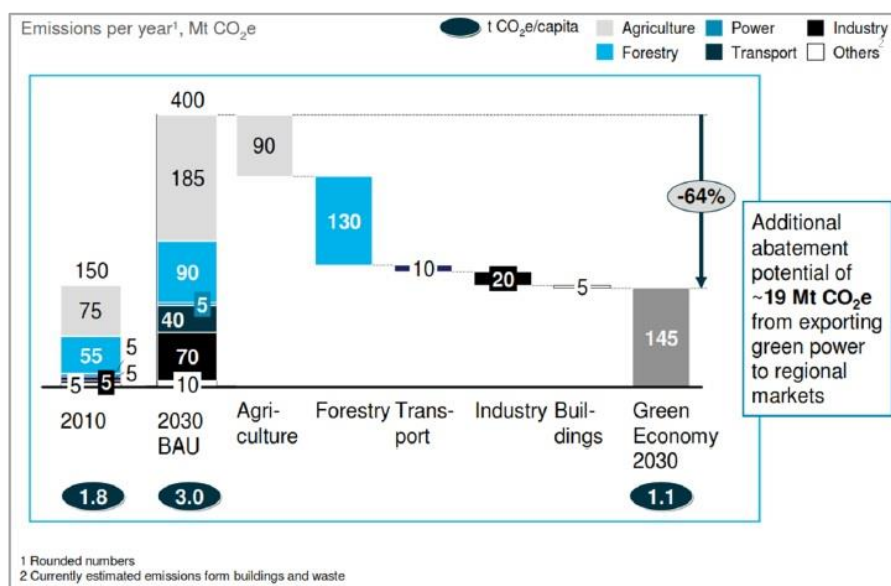 Emissions per year¹, Mt CO₂e
t CO₂e/capita
Agriculture
Power
Industry
Forestry
Transport
Others²
400
185
90
5
40
70
10
150
75
55
5
5
5
5
90
130
10
20
5
-64%
145
2010
2030 BAU
Agri-
culture
Forestry
Trans-
port
Industry
Buil-
dings
Green
Economy
2030
1.8
3.0
1.1
Additional
abatement
potential of
~19 Mt CO₂e
from exporting
green power
to regional
markets
1 Rounded numbers
2 Currently estimated emissions form buildings and waste